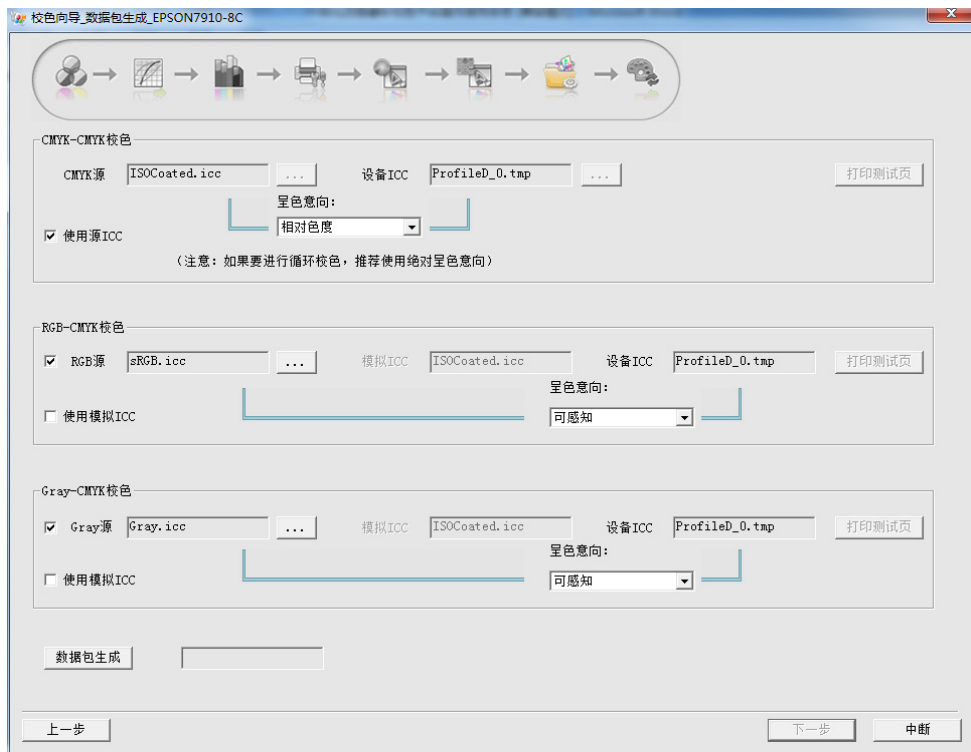 校色向导_数据包生成_EPSON7910-8C
CMYK-CMYK校色
CMYK源 ISOCoated.icc ... 设备ICC ProfileD_0.tmp ... 打印测试页
呈色意向:
使用源ICC 相对色度
(注意: 如果要进行循环校色, 推荐使用绝对呈色意向)
RGB-CMYK校色
RGB源 sRGB.icc ... 模拟ICC ISOCoated.icc 设备ICC ProfileD_0.tmp 打印测试页
呈色意向:
使用模拟ICC 可感知
Gray-CMYK校色
Gray源 Gray.icc ... 模拟ICC ISOCoated.icc 设备ICC ProfileD_0.tmp 打印测试页
呈色意向:
使用模拟ICC 可感知
数据包生成
上一步 下一步 中断